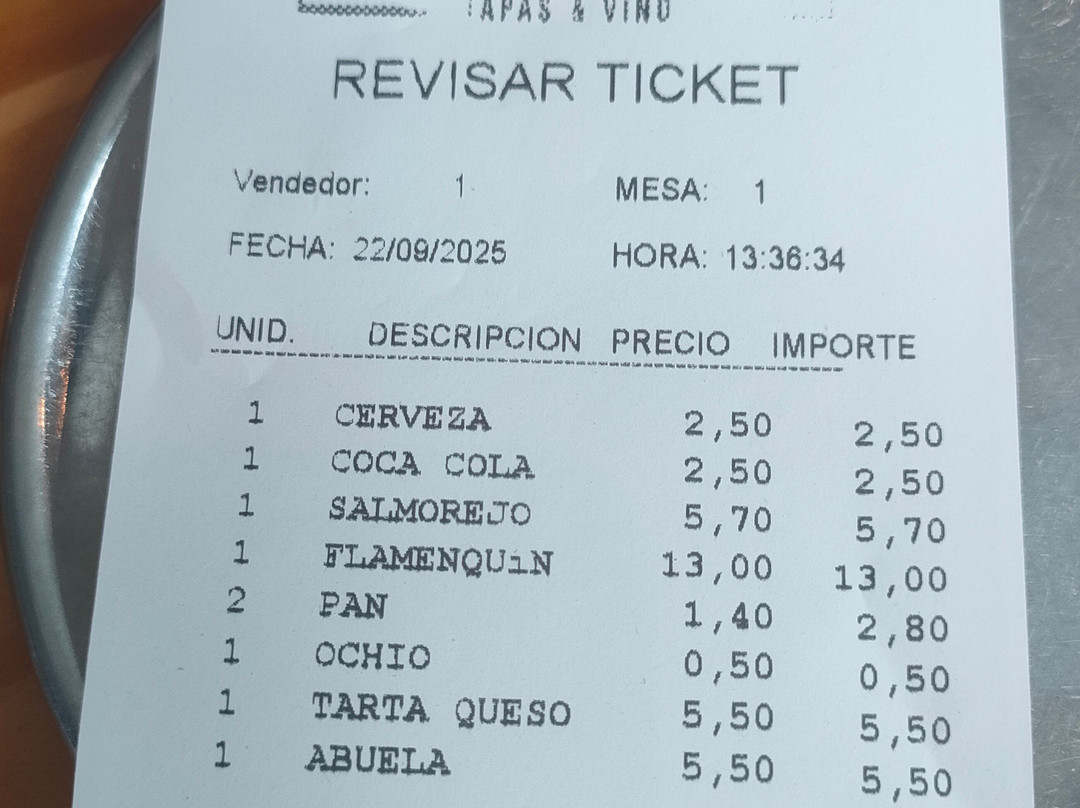 TAPAS & VINO
REVISAR TICKET
Vendedor: 1 MESA: 1
FECHA: 22/09/2025 HORA: 13:36:34
UNID. DESCRIPCION PRECIO IMPORTE
1 CERVEZA 2,50 2,50
1 COCA COLA 2,50 2,50
1 SALMOREJO 5,70 5,70
1 FLAMENQUiN 13,00 13,00
2 PAN 1,40 2,80
1 OCHIO 0,50 0,50
1 TARTA QUESO 5,50 5,50
1 ABUELA 5,50 5,50